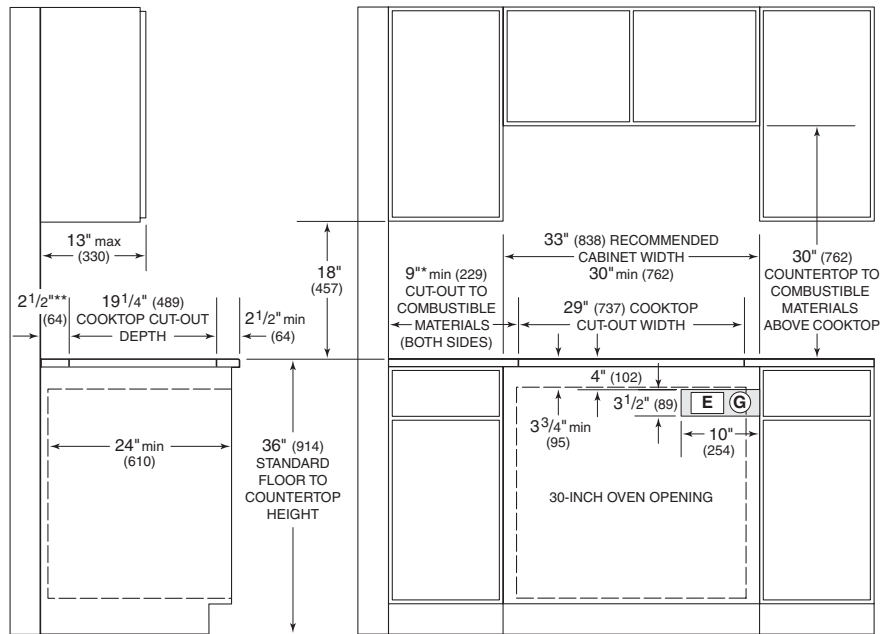 13" max
(330)
2 1/2"**
(64)
19 1/4" (489)
COOKTOP CUT-OUT
DEPTH
2 1/2" min
(64)
18"
(457)
24" min
(610)
36" (914)
STANDARD
FLOOR TO
COUNTERTOP
HEIGHT
9"* min (229)
CUT-OUT TO
COMBUSTIBLE
MATERIALS
(BOTH SIDES)
33" (838) RECOMMENDED
CABINET WIDTH
30" min (762)
29" (737) COOKTOP
CUT-OUT WIDTH
30" (762)
COUNTERTOP TO
COMBUSTIBLE
MATERIALS
ABOVE COOKTOP
4" (102)
3 1/2" (89)
E
G
3 3/4" min
(95)
10"
(254)
30-INCH OVEN OPENING